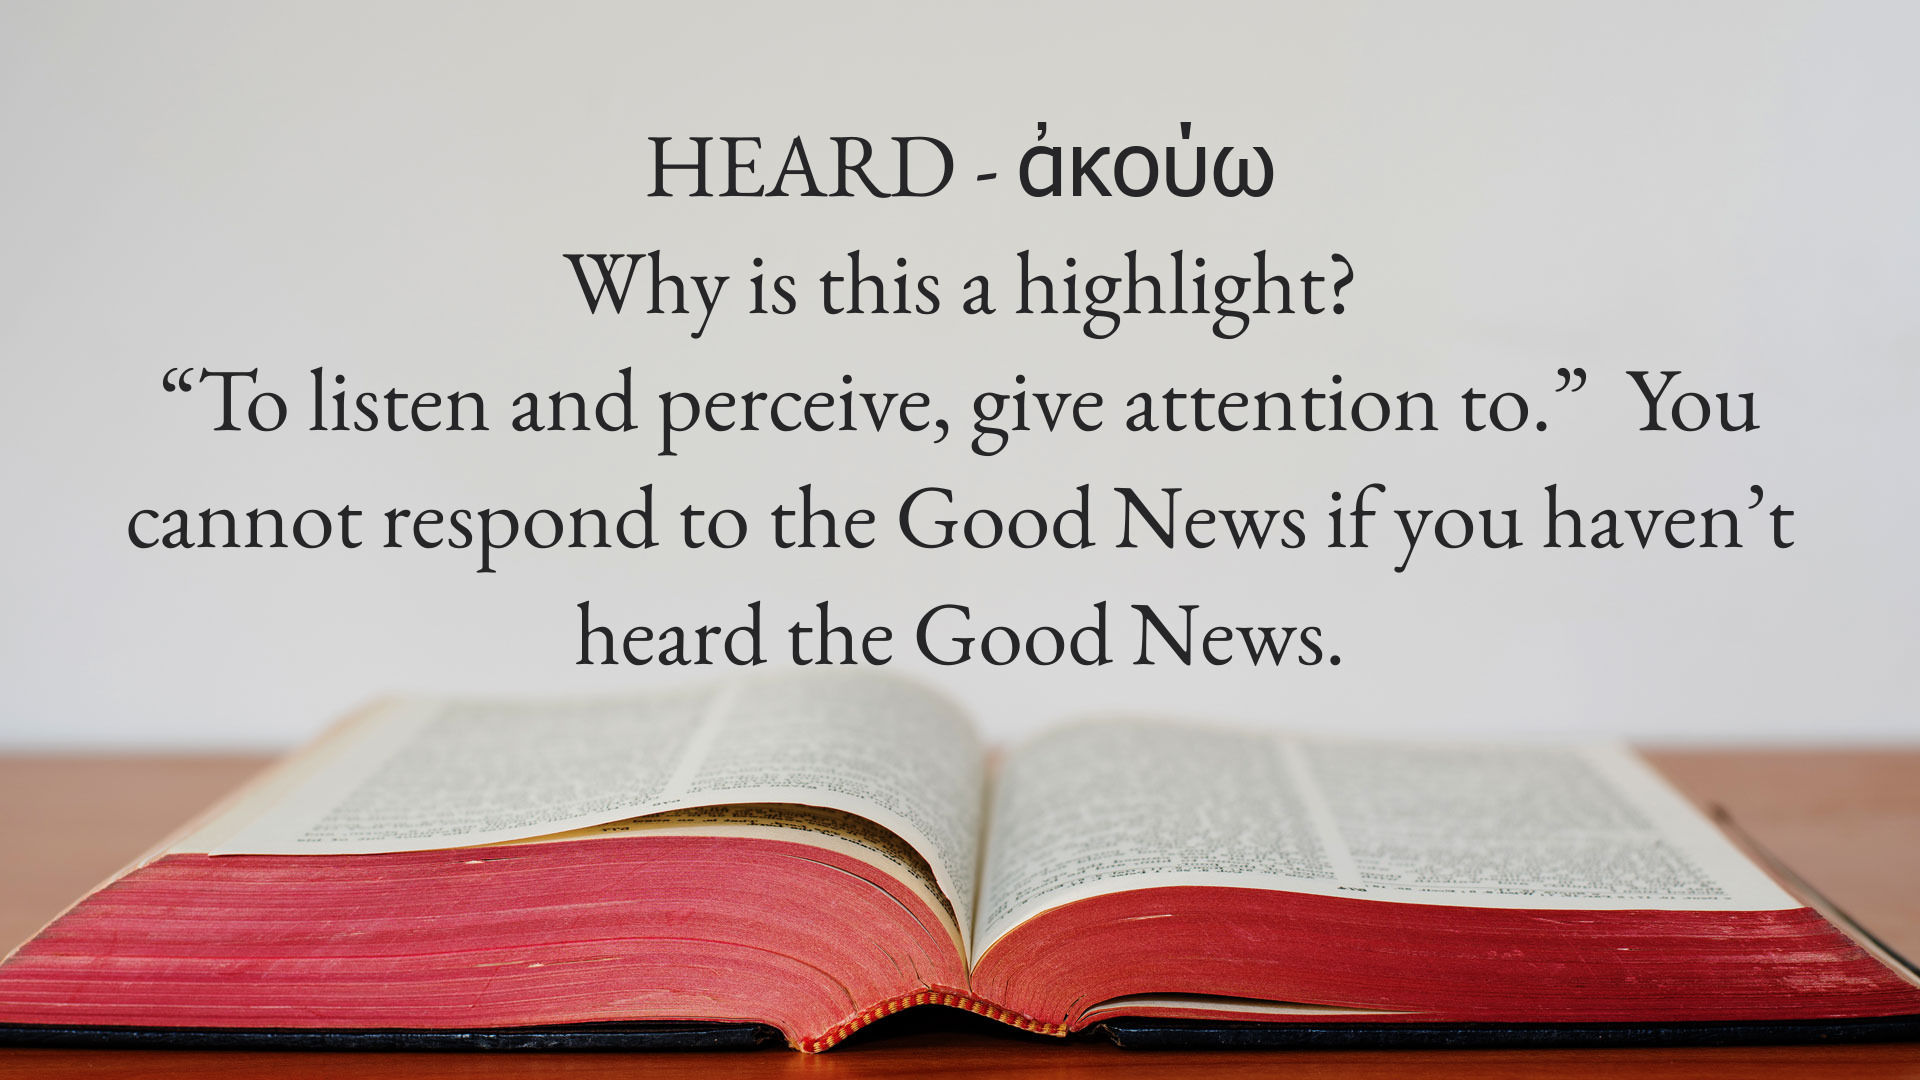 HEARD - ἀκούω
Why is this a highlight?
“To listen and perceive, give attention to.” You
cannot respond to the Good News if you haven’t
heard the Good News.